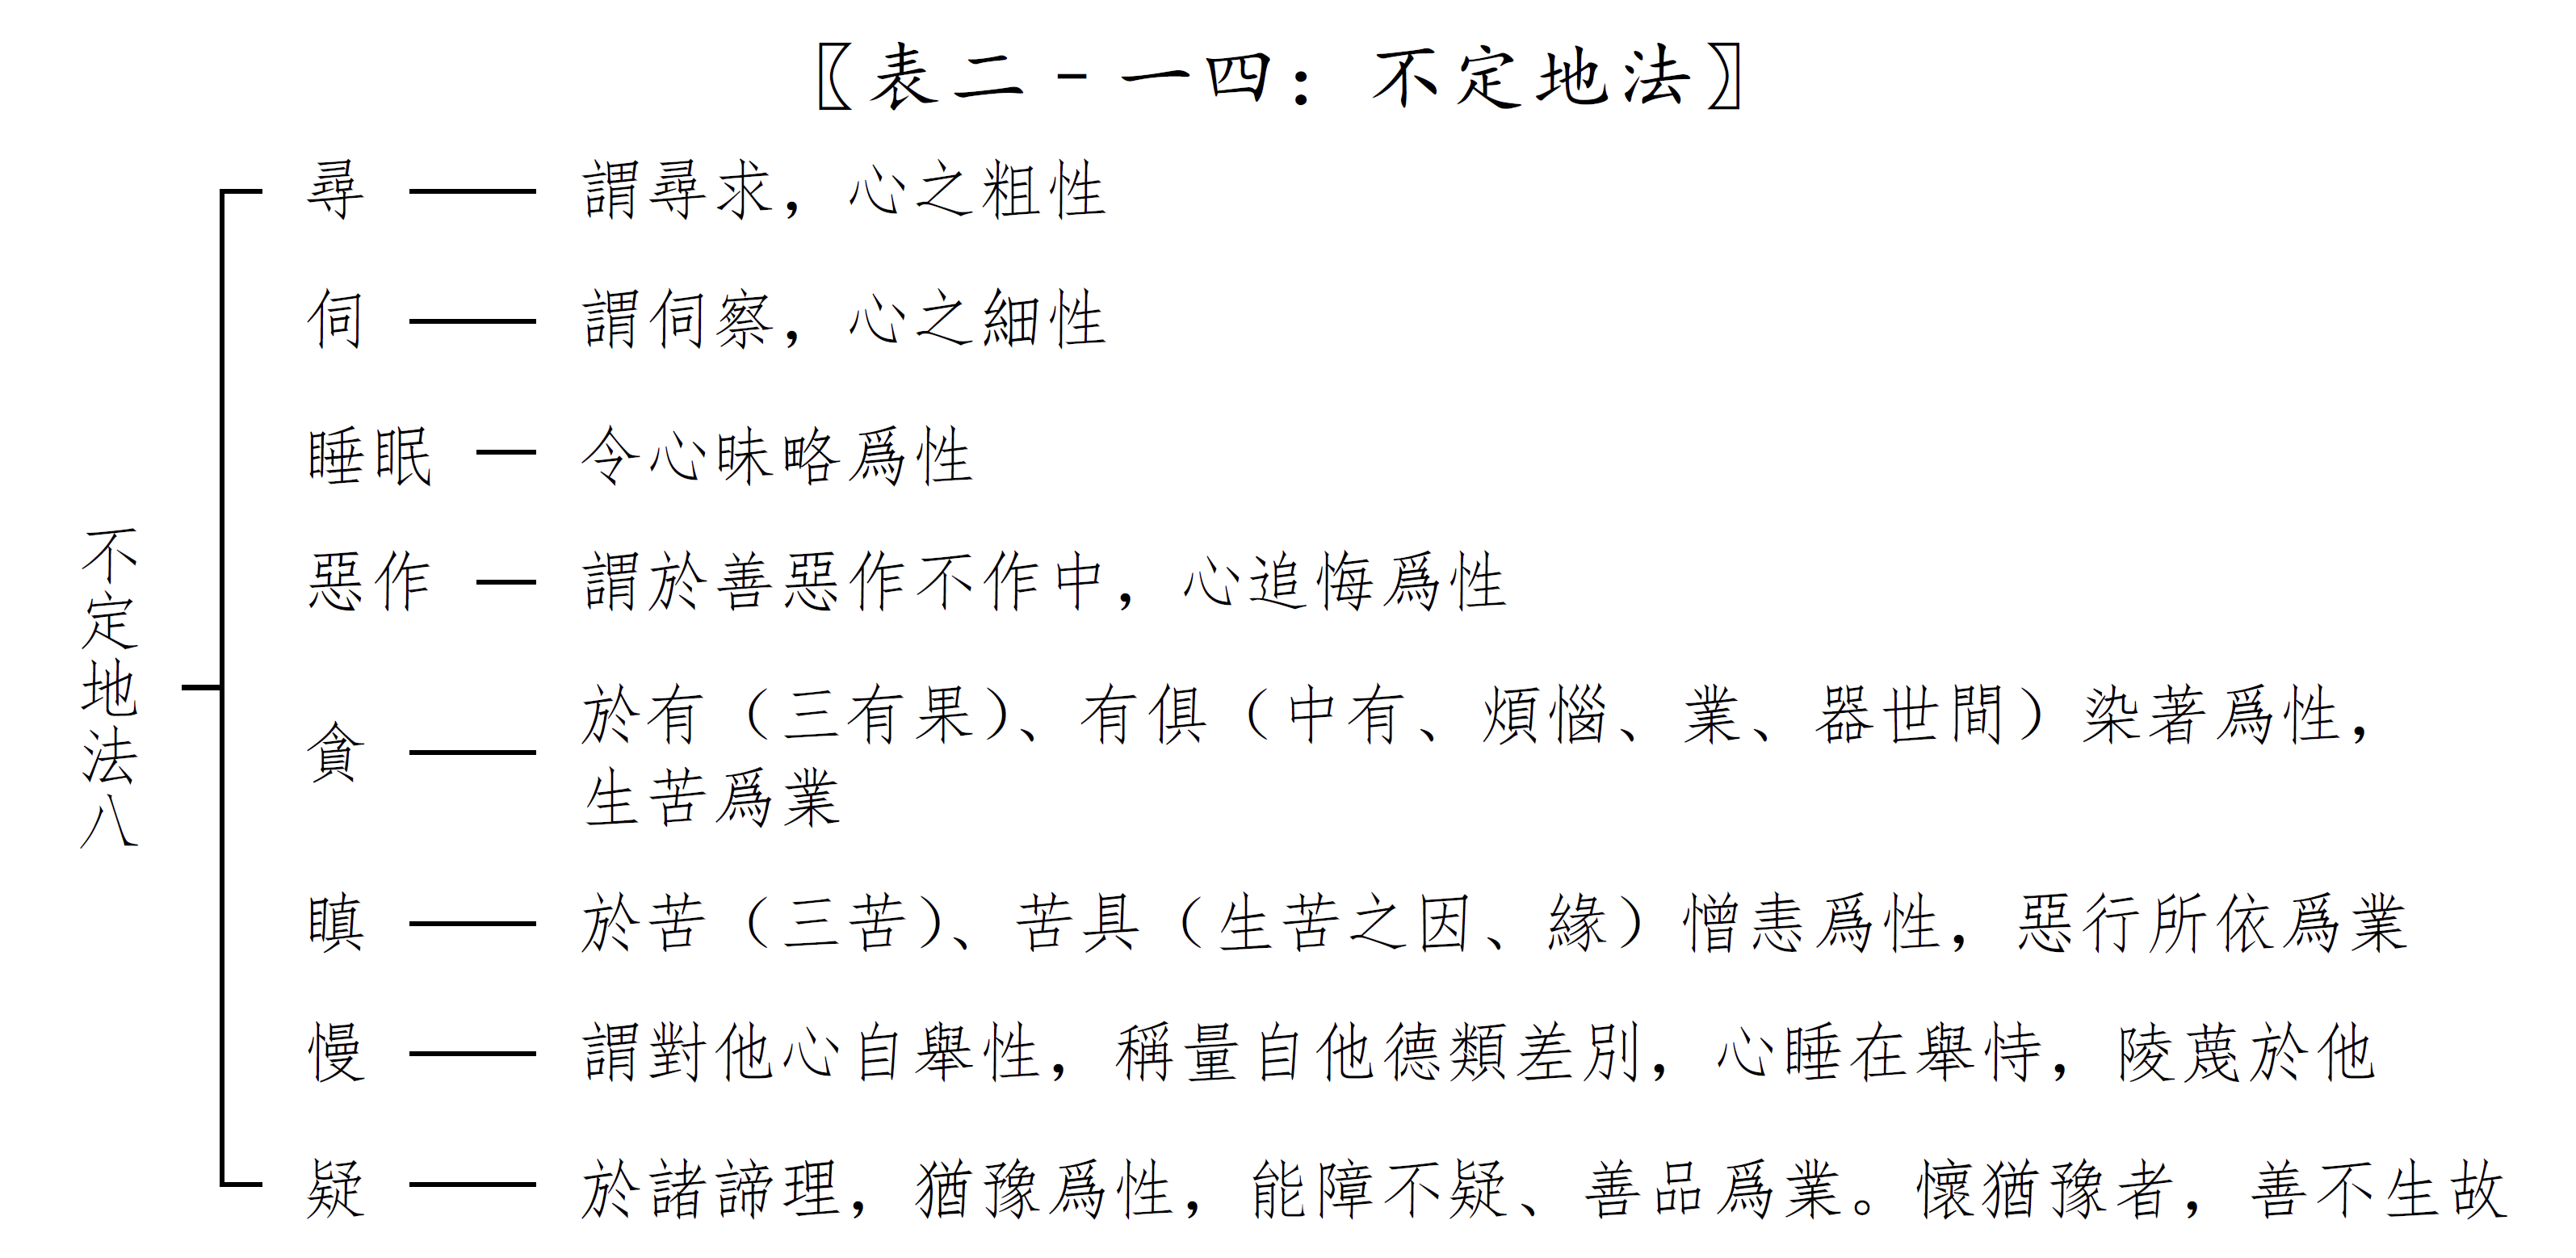 〖表二-一四：不定地法〗
不定地法八
尋 謂尋求，心之粗性
伺 謂伺察，心之細性
睡眠 令心昧略爲性
惡作 謂於善惡作不作中，心追悔爲性
貪 於有（三有果）、有俱（中有、煩惱、業、器世間）染著爲性，
生苦爲業
瞋 於苦（三苦）、苦具（生苦之因、緣）憎恚爲性，惡行所依爲業
慢 謂對他心自舉性，稱量自他德類差別，心睡在舉恃，陵蔑於他
疑 於諸諦理，猶豫爲性，能障不疑、善品爲業。懷猶豫者，善不生故